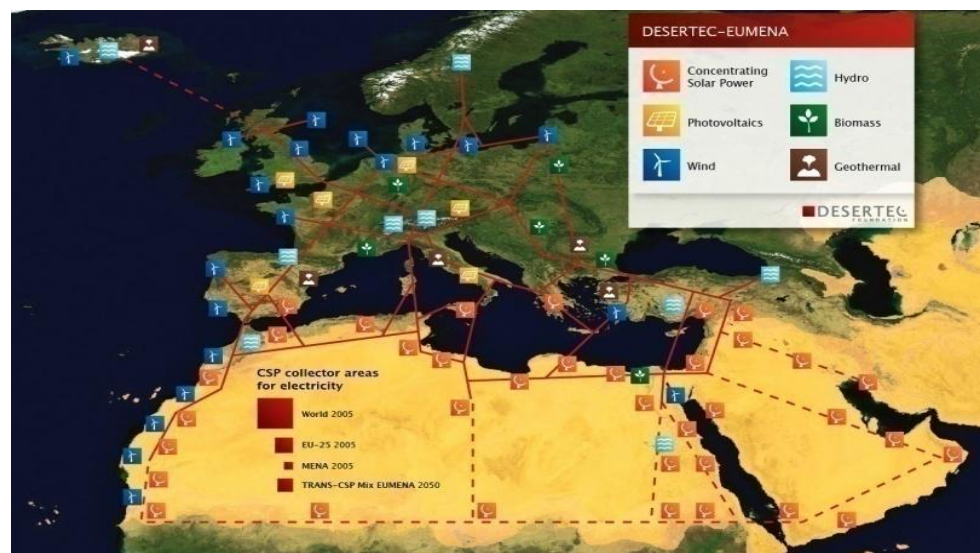 DESERTEC-EUMENA
Concentrating
Solar Power
Hydro
Photovoltaics
Biomass
Wind
Geothermal
DESERTEC
FOUNDATION
CSP collector areas
for electricity
World 2005
EU-25 2005
MENA 2005
TRANS-CSP Mix EUMENA 2050